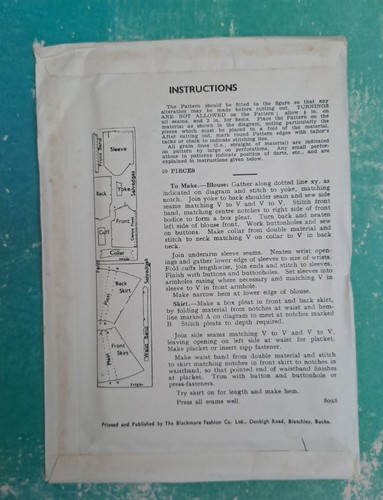 INSTRUCTIONS
The Pattern should be fitted to the figure so that any
alteration may be made before cutting out. TURNINGS
ARE NOT ALLOWED on the Pattern; allow ½ in. on
all seams, and 2 in. for hems. Place the Pattern on the
material as shown in the diagram, noting particularly the
pieces which must be placed to a fold of the material.
After cutting out, mark round Pattern edges with tailor's
tacks or chalk to indicate stitching line.
All grain lines (i.e., straight of material) are indicated
on pattern by large on perforations. Any small perfor-
ations in patterns indicate position of darts, etc., and are
explained in instructions given below.
10 PIECES
To Make.—Blouse: Gather along dotted line xy, as
indicated on diagram and stitch to yoke, matching
notch. Join yoke to back shoulder seam and sew side
seams matching V to V and V to V. Stitch front
band, matching centre notches to right side of front
bodice to form a box pleat. Turn back and neaten
left side of blouse front. Work buttonholes and sew
on buttons. Make collar from double material and
stitch to neck matching V on collar to V in back
neck.
Join underarm sleeve seams. Neaten wrist open-
ings and gather lower edge of sleeves to size of wrists.
Fold cuffs lengthwise, join ends and stitch to sleeves.
Finish with buttons and buttonholes. Set sleeves into
armholes easing where necessary and matching V in
sleeve to V in front armhole.
Make narrow hem at lower edge of blouse.
Skirt.—Make a box pleat in front and back skirt,
by folding material from notches at waist and hem-
line marked A on diagram to meet at notches marked
B Stitch pleats to depth required.
Join side seams matching V to V and V to V,
leaving opening on left side at waist for placket.
Make placket or insert zipp fastener.
Make waist band from double material and stitch
to skirt matching notches in front skirt to notches in
waistband, so that pointed end of waistband finishes
at placket. Trim with button and buttonhole or
press-fasteners.
Try skirt on for length and make hem.
Press all seams well.
Printed and Published by The Blackmore Fashion Co. Ltd., Denbigh Road, Bletchley, Bucks.
Front Band
Sleeve
Selvedges
Back
Yoke
Front
Cuff
Collar
Back
Skirt
Front
Skirt
Waist Band